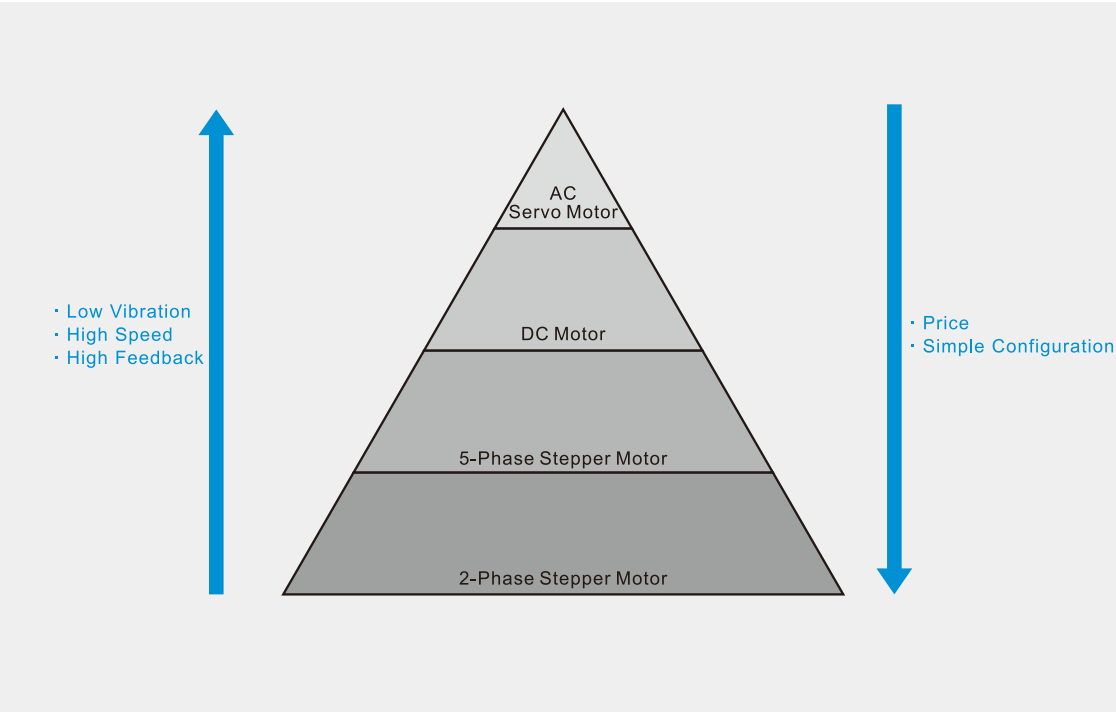 AC
Servo Motor
DC Motor
5-Phase Stepper Motor
2-Phase Stepper Motor
· Low Vibration
· High Speed
· High Feedback
· Price
· Simple Configuration